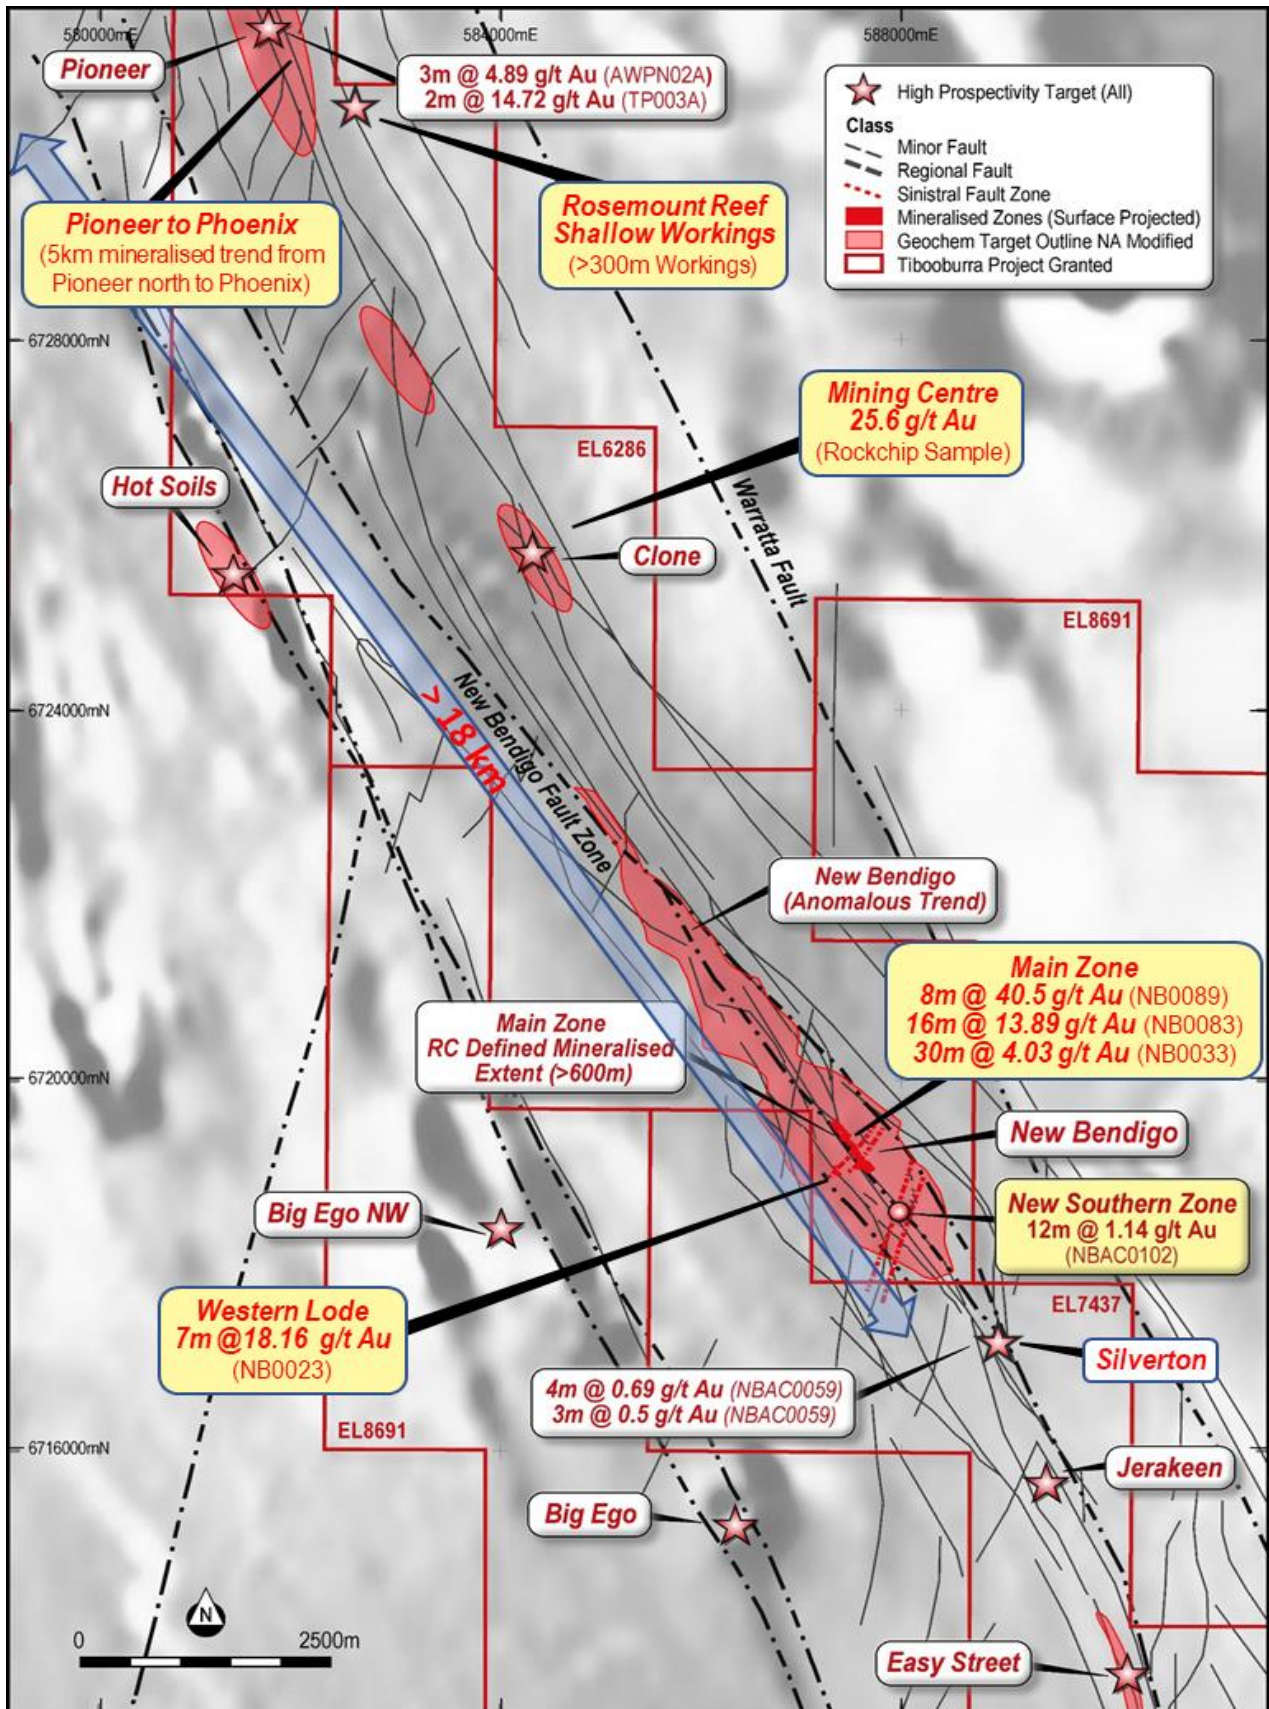 580000mE
584000mE
588000mE
Pioneer
3m @ 4.89 g/t Au (AWPN02A)
2m @ 14.72 g/t Au (TP003A)
High Prospectivity Target (All)
Class
Minor Fault
Regional Fault
Sinistral Fault Zone
Mineralised Zones (Surface Projected)
Geochem Target Outline NA Modified
Tibooburra Project Granted
Pioneer to Phoenix
(5km mineralised trend from
Pioneer north to Phoenix)
Rosemount Reef
Shallow Workings
(>300m Workings)
6728000mN
Mining Centre
25.6 g/t Au
(Rockchip Sample)
EL6286
Hot Soils
Warratta Fault
Clone
EL8691
6724000mN
> 18 km
New Bendigo Fault Zone
New Bendigo
(Anomalous Trend)
Main Zone
8m @ 40.5 g/t Au (NB0089)
16m @ 13.89 g/t Au (NB0083)
30m @ 4.03 g/t Au (NB0033)
Main Zone
RC Defined Mineralised
Extent (>600m)
6720000mN
New Bendigo
Big Ego NW
New Southern Zone
12m @ 1.14 g/t Au
(NBAC0102)
Western Lode
7m @18.16 g/t Au
(NB0023)
EL7437
Silverton
4m @ 0.69 g/t Au (NBAC0059)
3m @ 0.5 g/t Au (NBAC0059)
EL8691
6716000mN
Jerakeen
Big Ego
N
0 2500m
Easy Street